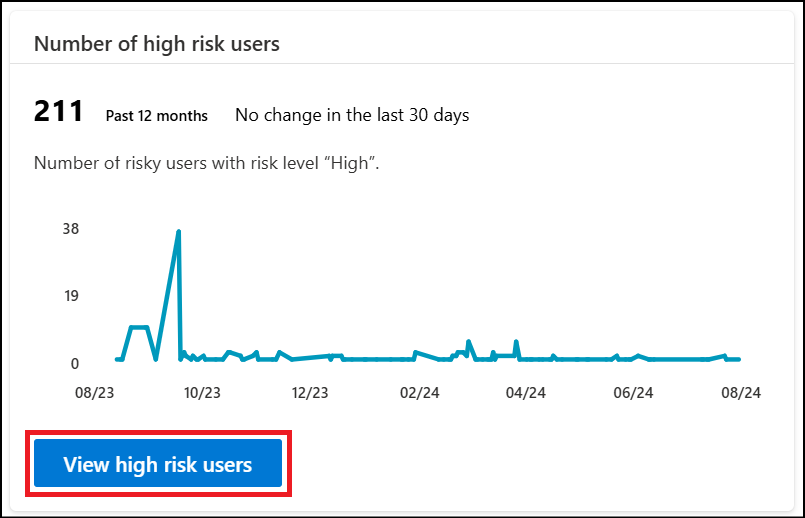 Number of high risk users
211 Past 12 months No change in the last 30 days
Number of risky users with risk level “High”.
38
19
0
08/23 10/23 12/23 02/24 04/24 06/24 08/24
View high risk users